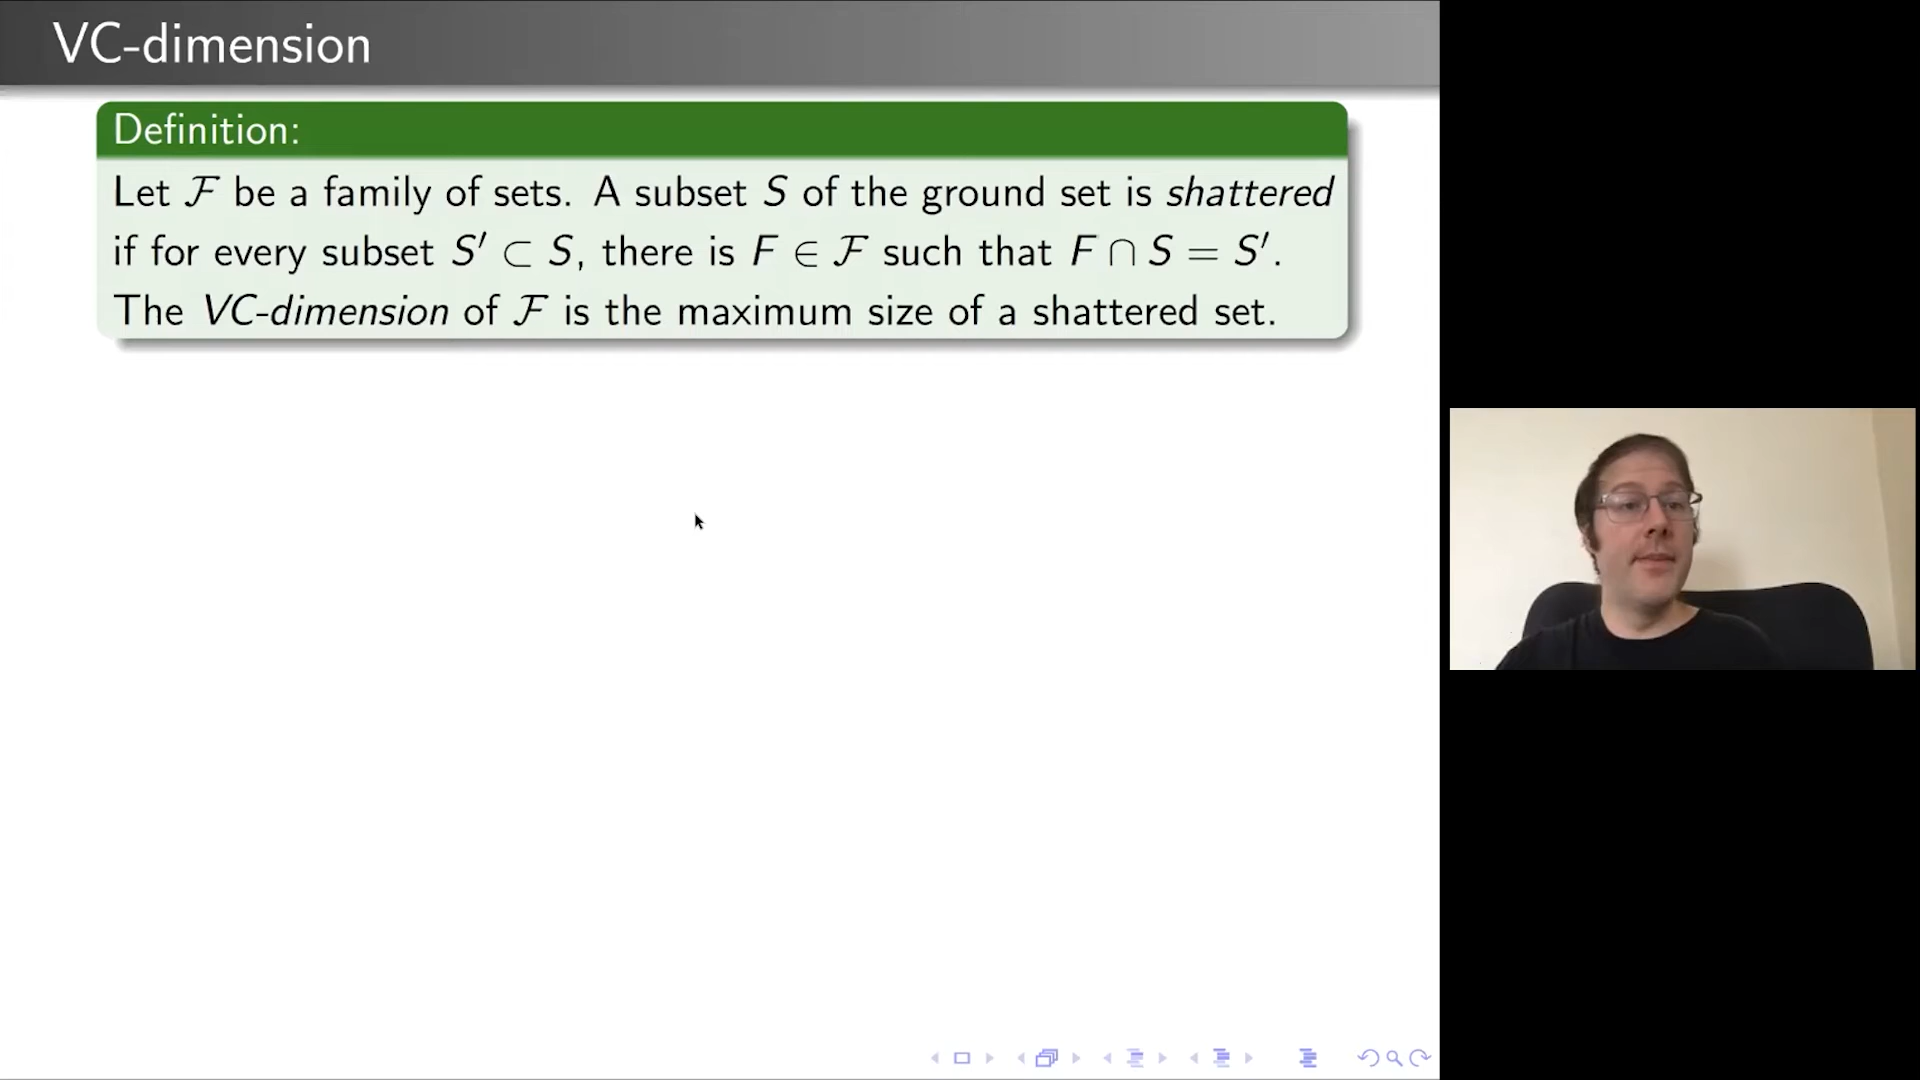 VC-dimension
Definition:
Let ℱ be a family of sets. A subset S of the ground set is shattered
if for every subset S′ ⊂ S, there is F ∈ ℱ such that F ∩ S = S′.
The VC-dimension of ℱ is the maximum size of a shattered set.